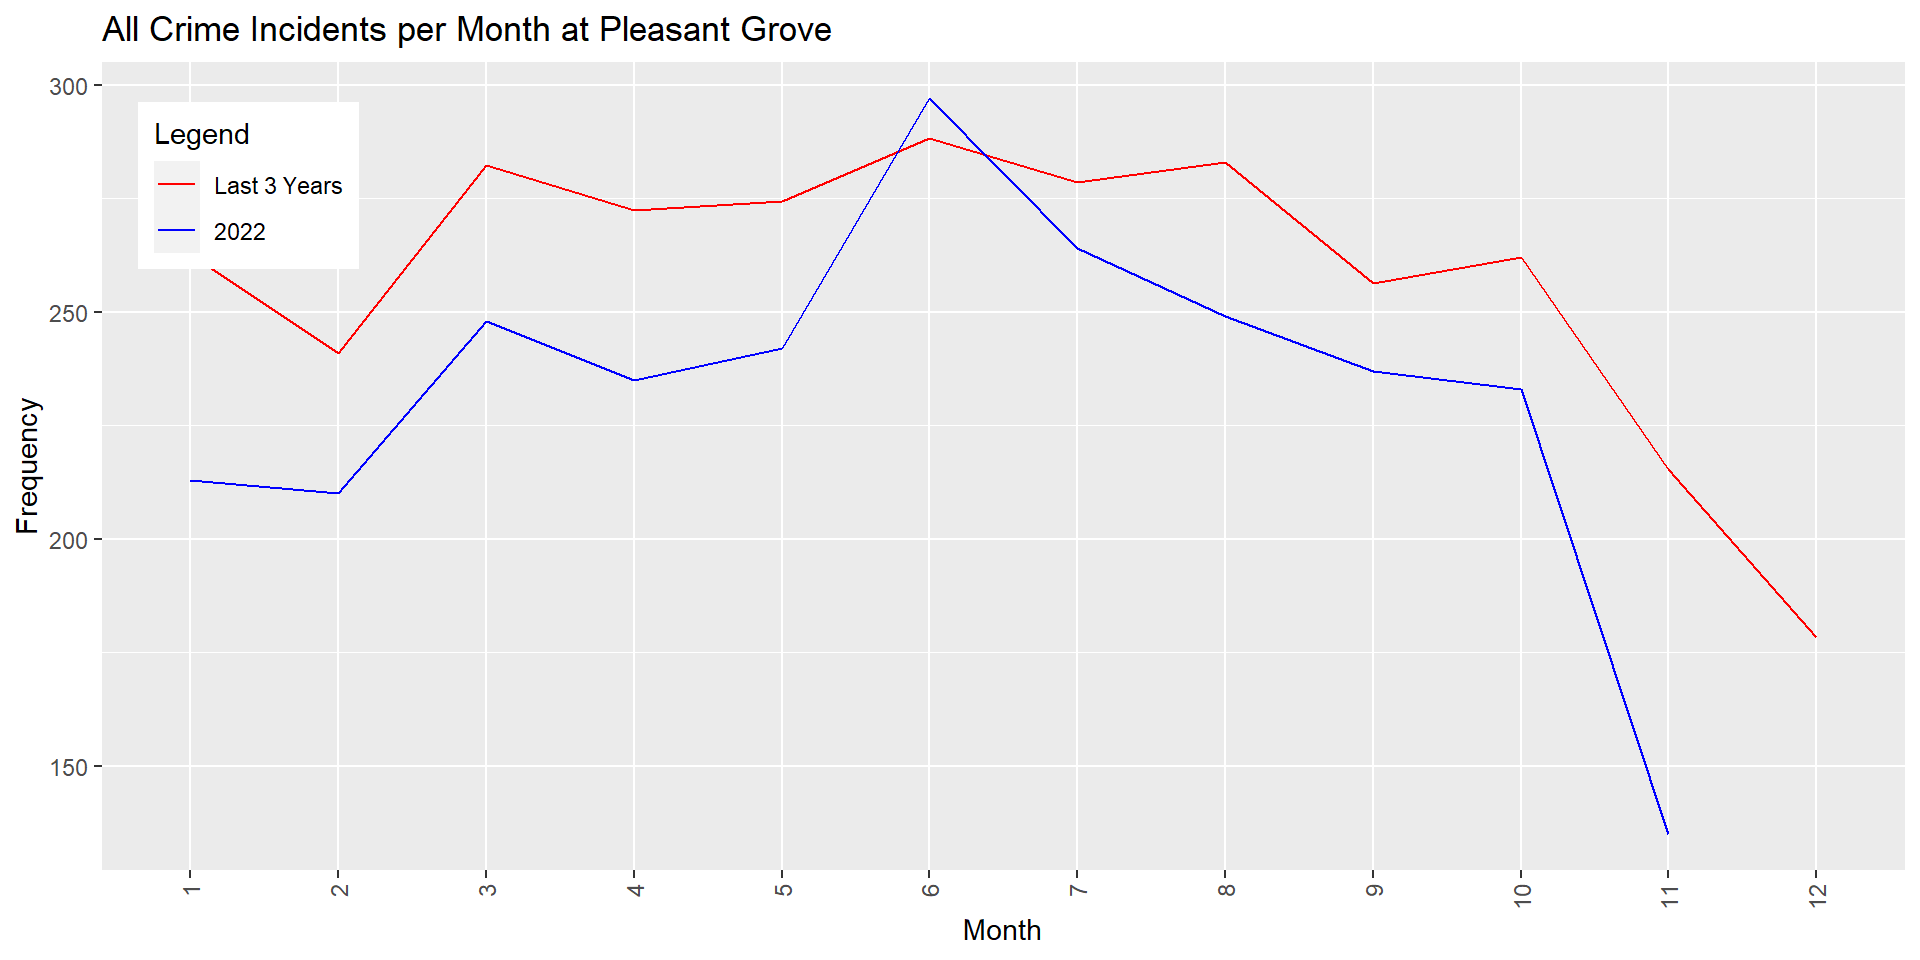 All Crime Incidents per Month at Pleasant Grove
300
250
200
150
Frequency
Legend
Last 3 Years
2022
1 2 3 4 5 6 7 8 9 10 11 12
Month